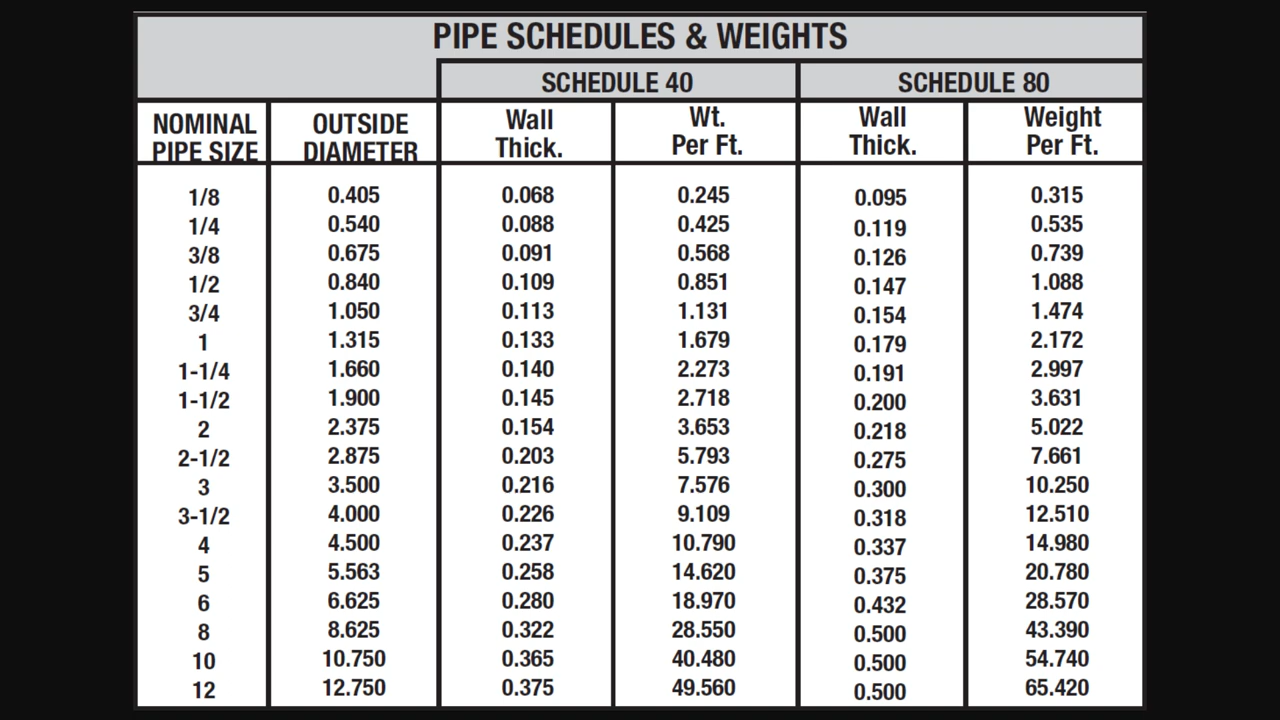 PIPE SCHEDULES & WEIGHTS
SCHEDULE 40 SCHEDULE 80
NOMINAL PIPE SIZE OUTSIDE DIAMETER Wall Thick. Wt. Per Ft. Wall Thick. Weight Per Ft.
1/8 0.405 0.068 0.245 0.095 0.315
1/4 0.540 0.088 0.425 0.119 0.535
3/8 0.675 0.091 0.568 0.126 0.739
1/2 0.840 0.109 0.851 0.147 1.088
3/4 1.050 0.113 1.131 0.154 1.474
1 1.315 0.133 1.679 0.179 2.172
1-1/4 1.660 0.140 2.273 0.191 2.997
1-1/2 1.900 0.145 2.718 0.200 3.631
2 2.375 0.154 3.653 0.218 5.022
2-1/2 2.875 0.203 5.793 0.275 7.661
3 3.500 0.216 7.576 0.300 10.250
3-1/2 4.000 0.226 9.109 0.318 12.510
4 4.500 0.237 10.790 0.337 14.980
5 5.563 0.258 14.620 0.375 20.780
6 6.625 0.280 18.970 0.432 28.570
8 8.625 0.322 28.550 0.500 43.390
10 10.750 0.365 40.480 0.500 54.740
12 12.750 0.375 49.560 0.500 65.420